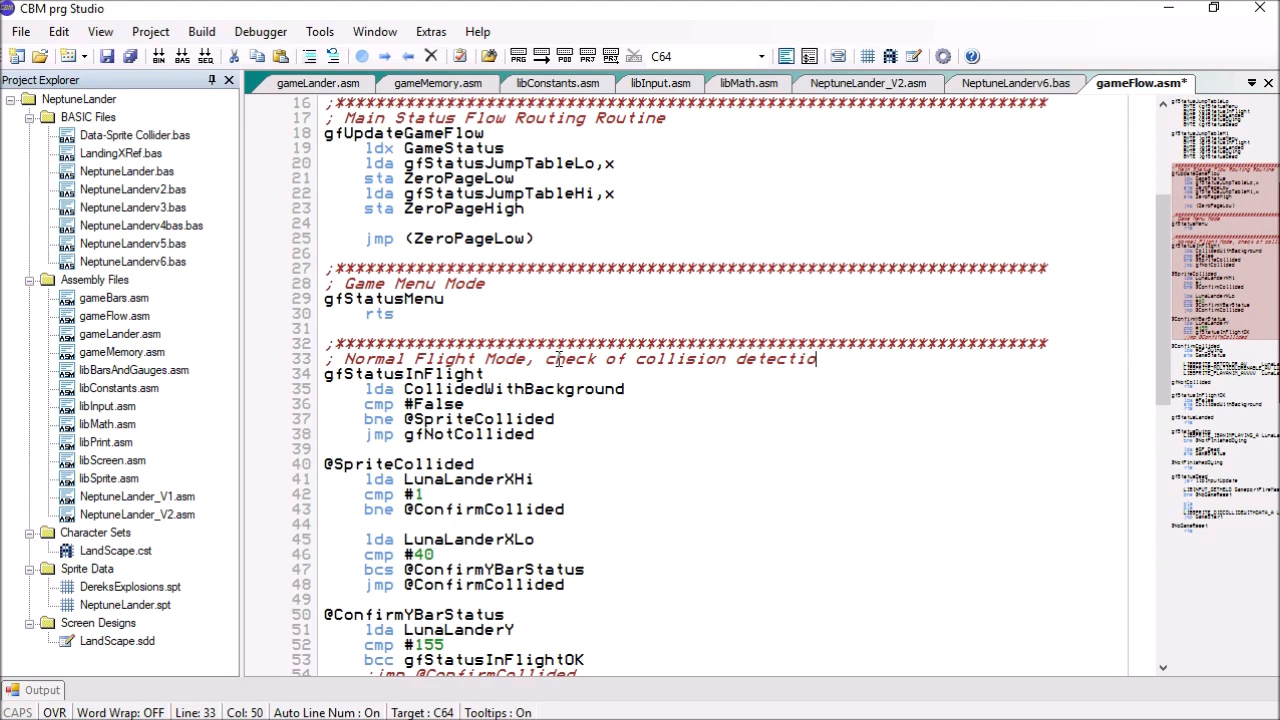 CBM prg Studio
File Edit View Project Build Debugger Tools Window Extras Help
BIN BAS SEQ PRG PRG POO PR7 PRG C64
Project Explorer
gameLander.asm gameMemory.asm libConstants.asm libInput.asm libMath.asm NeptuneLander_V2.asm NeptuneLanderv6.bas gameFlow.asm*
NeptuneLander
BASIC Files
Data-Sprite Collider.bas
LandingXRef.bas
NeptuneLander.bas
NeptuneLanderv2.bas
NeptuneLanderv3.bas
NeptuneLanderv4bas.bas
NeptuneLanderv5.bas
NeptuneLanderv6.bas
Assembly Files
gameBars.asm
gameFlow.asm
gameLander.asm
gameMemory.asm
libBarsAndGauges.asm
libConstants.asm
libInput.asm
libMath.asm
libPrint.asm
libScreen.asm
libSprite.asm
NeptuneLander_V1.asm
NeptuneLander_V2.asm
Character Sets
LandScape.cst
Sprite Data
DereksExplosions.spt
NeptuneLander.spt
Screen Designs
LandScape.sdd
16 ;***********************************************************************
17 ; Main Status Flow Routing Routine
18 gfUpdateGameFlow
19 ldx GameStatus
20 lda gfStatusJumpTableLo,x
21 sta ZeroPageLow
22 lda gfStatusJumpTableHi,x
23 sta ZeroPageHigh
24
25 jmp (ZeroPageLow)
26
27 ;***********************************************************************
28 ; Game Menu Mode
29 gfStatusMenu
30 rts
31
32 ;***********************************************************************
33 ; Normal Flight Mode, check of collision detectio
34 gfStatusInFlight
35 lda CollidedWithBackground
36 cmp #False
37 bne @SpriteCollided
38 jmp gfNotCollided
39
40 @SpriteCollided
41 lda LunaLanderXHi
42 cmp #1
43 bne @ConfirmCollided
44
45 lda LunaLanderXLo
46 cmp #40
47 bcs @ConfirmYBarStatus
48 jmp @ConfirmCollided
49
50 @ConfirmYBarStatus
51 lda LunaLanderY
52 cmp #155
53 bcc gfStatusInFlightOK
54 ;jmp @ConfirmCollided
Output
CAPS OVR Word Wrap: OFF Line: 33 Col: 50 Auto Line Num : On Target : C64 Tooltips : On